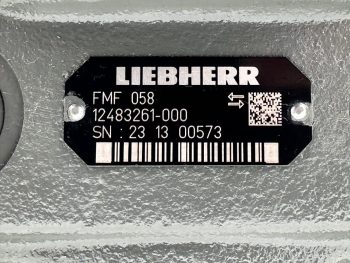 LIEBHERR
FMF 058
12483261-000
SN : 23 13 00573